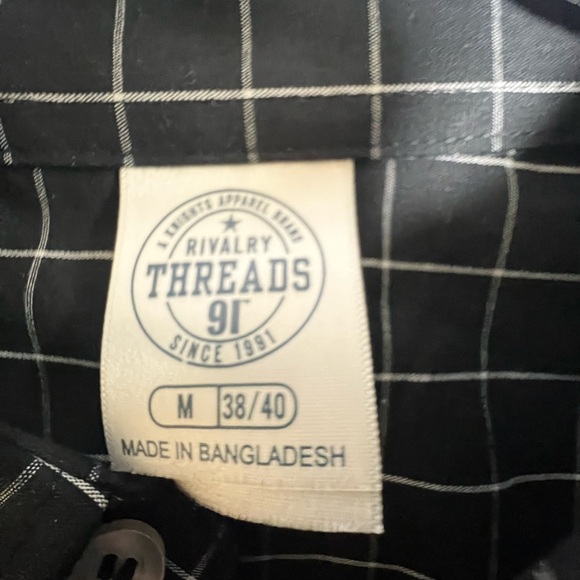 A KNIGHTS APPAREL BRAND
RIVALRY
THREADS
91
SINCE 1991
M 38/40
MADE IN BANGLADESH